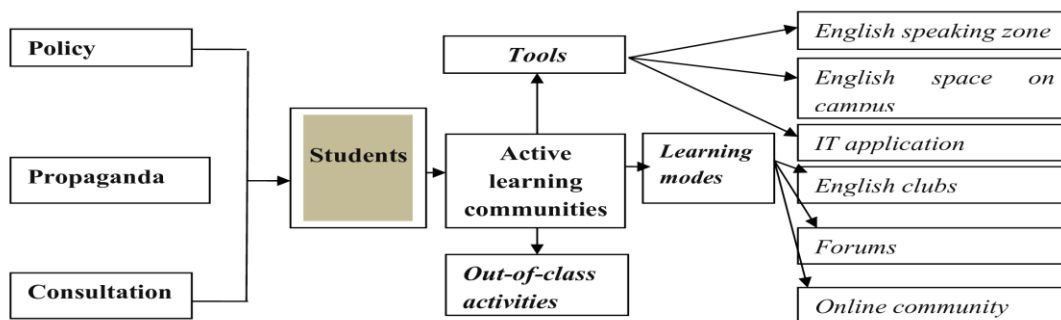 Policy
Propaganda
Consultation
Students
Tools
Active
learning
communities
Out-of-class
activities
Learning
modes
English speaking zone
English space on
campus
IT application
English clubs
Forums
Online community